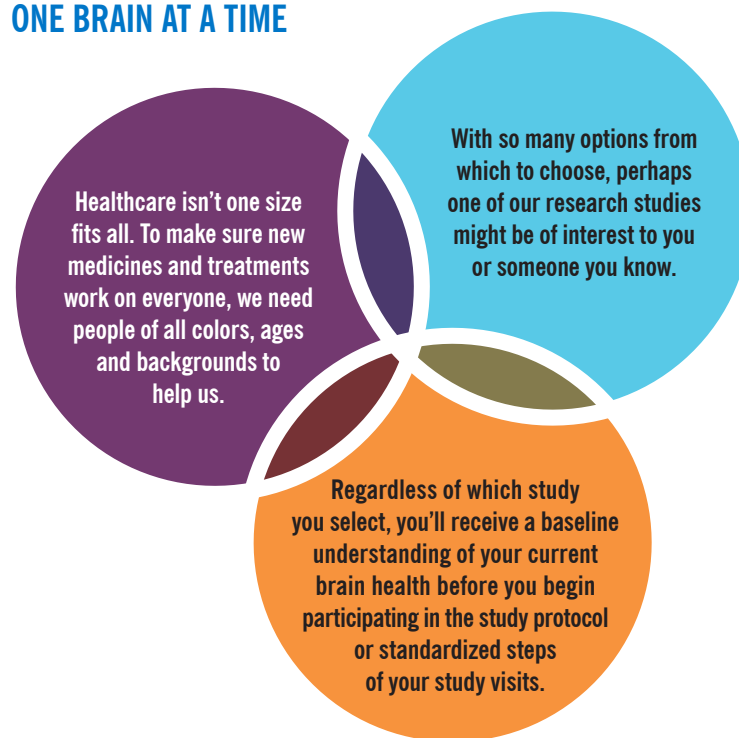 ONE BRAIN AT A TIME
Healthcare isn't one size
fits all. To make sure new
medicines and treatments
work on everyone, we need
people of all colors, ages
and backgrounds to
help us.
With so many options from
which to choose, perhaps
one of our research studies
might be of interest to you
or someone you know.
Regardless of which study
you select, you'll receive a baseline
understanding of your current
brain health before you begin
participating in the study protocol
or standardized steps
of your study visits.